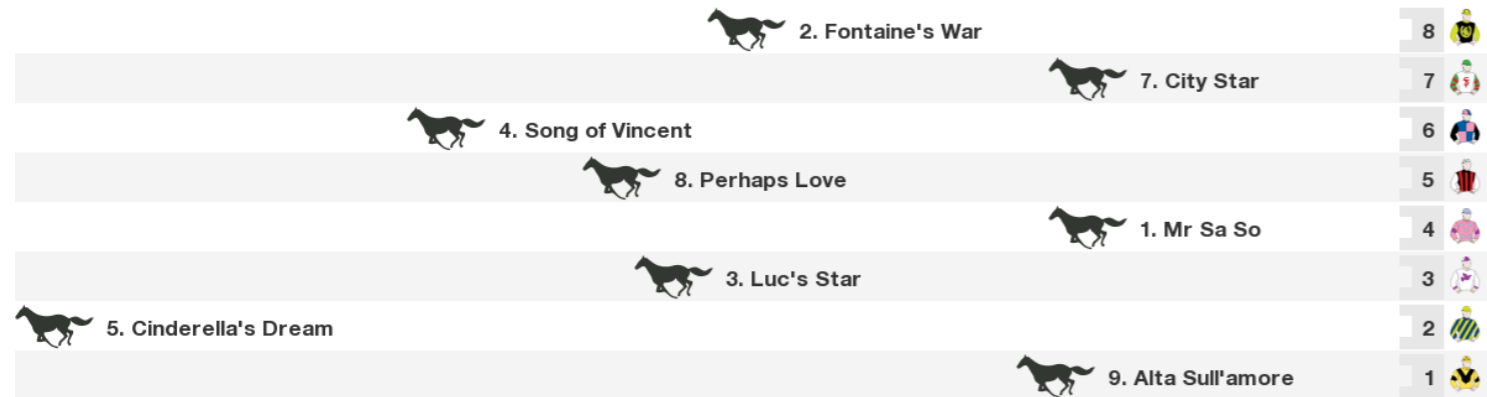 2. Fontaine's War 8
7. City Star 7
4. Song of Vincent 6
8. Perhaps Love 5
1. Mr Sa So 4
3. Luc's Star 3
5. Cinderella's Dream 2
9. Alta Sull'amore 1